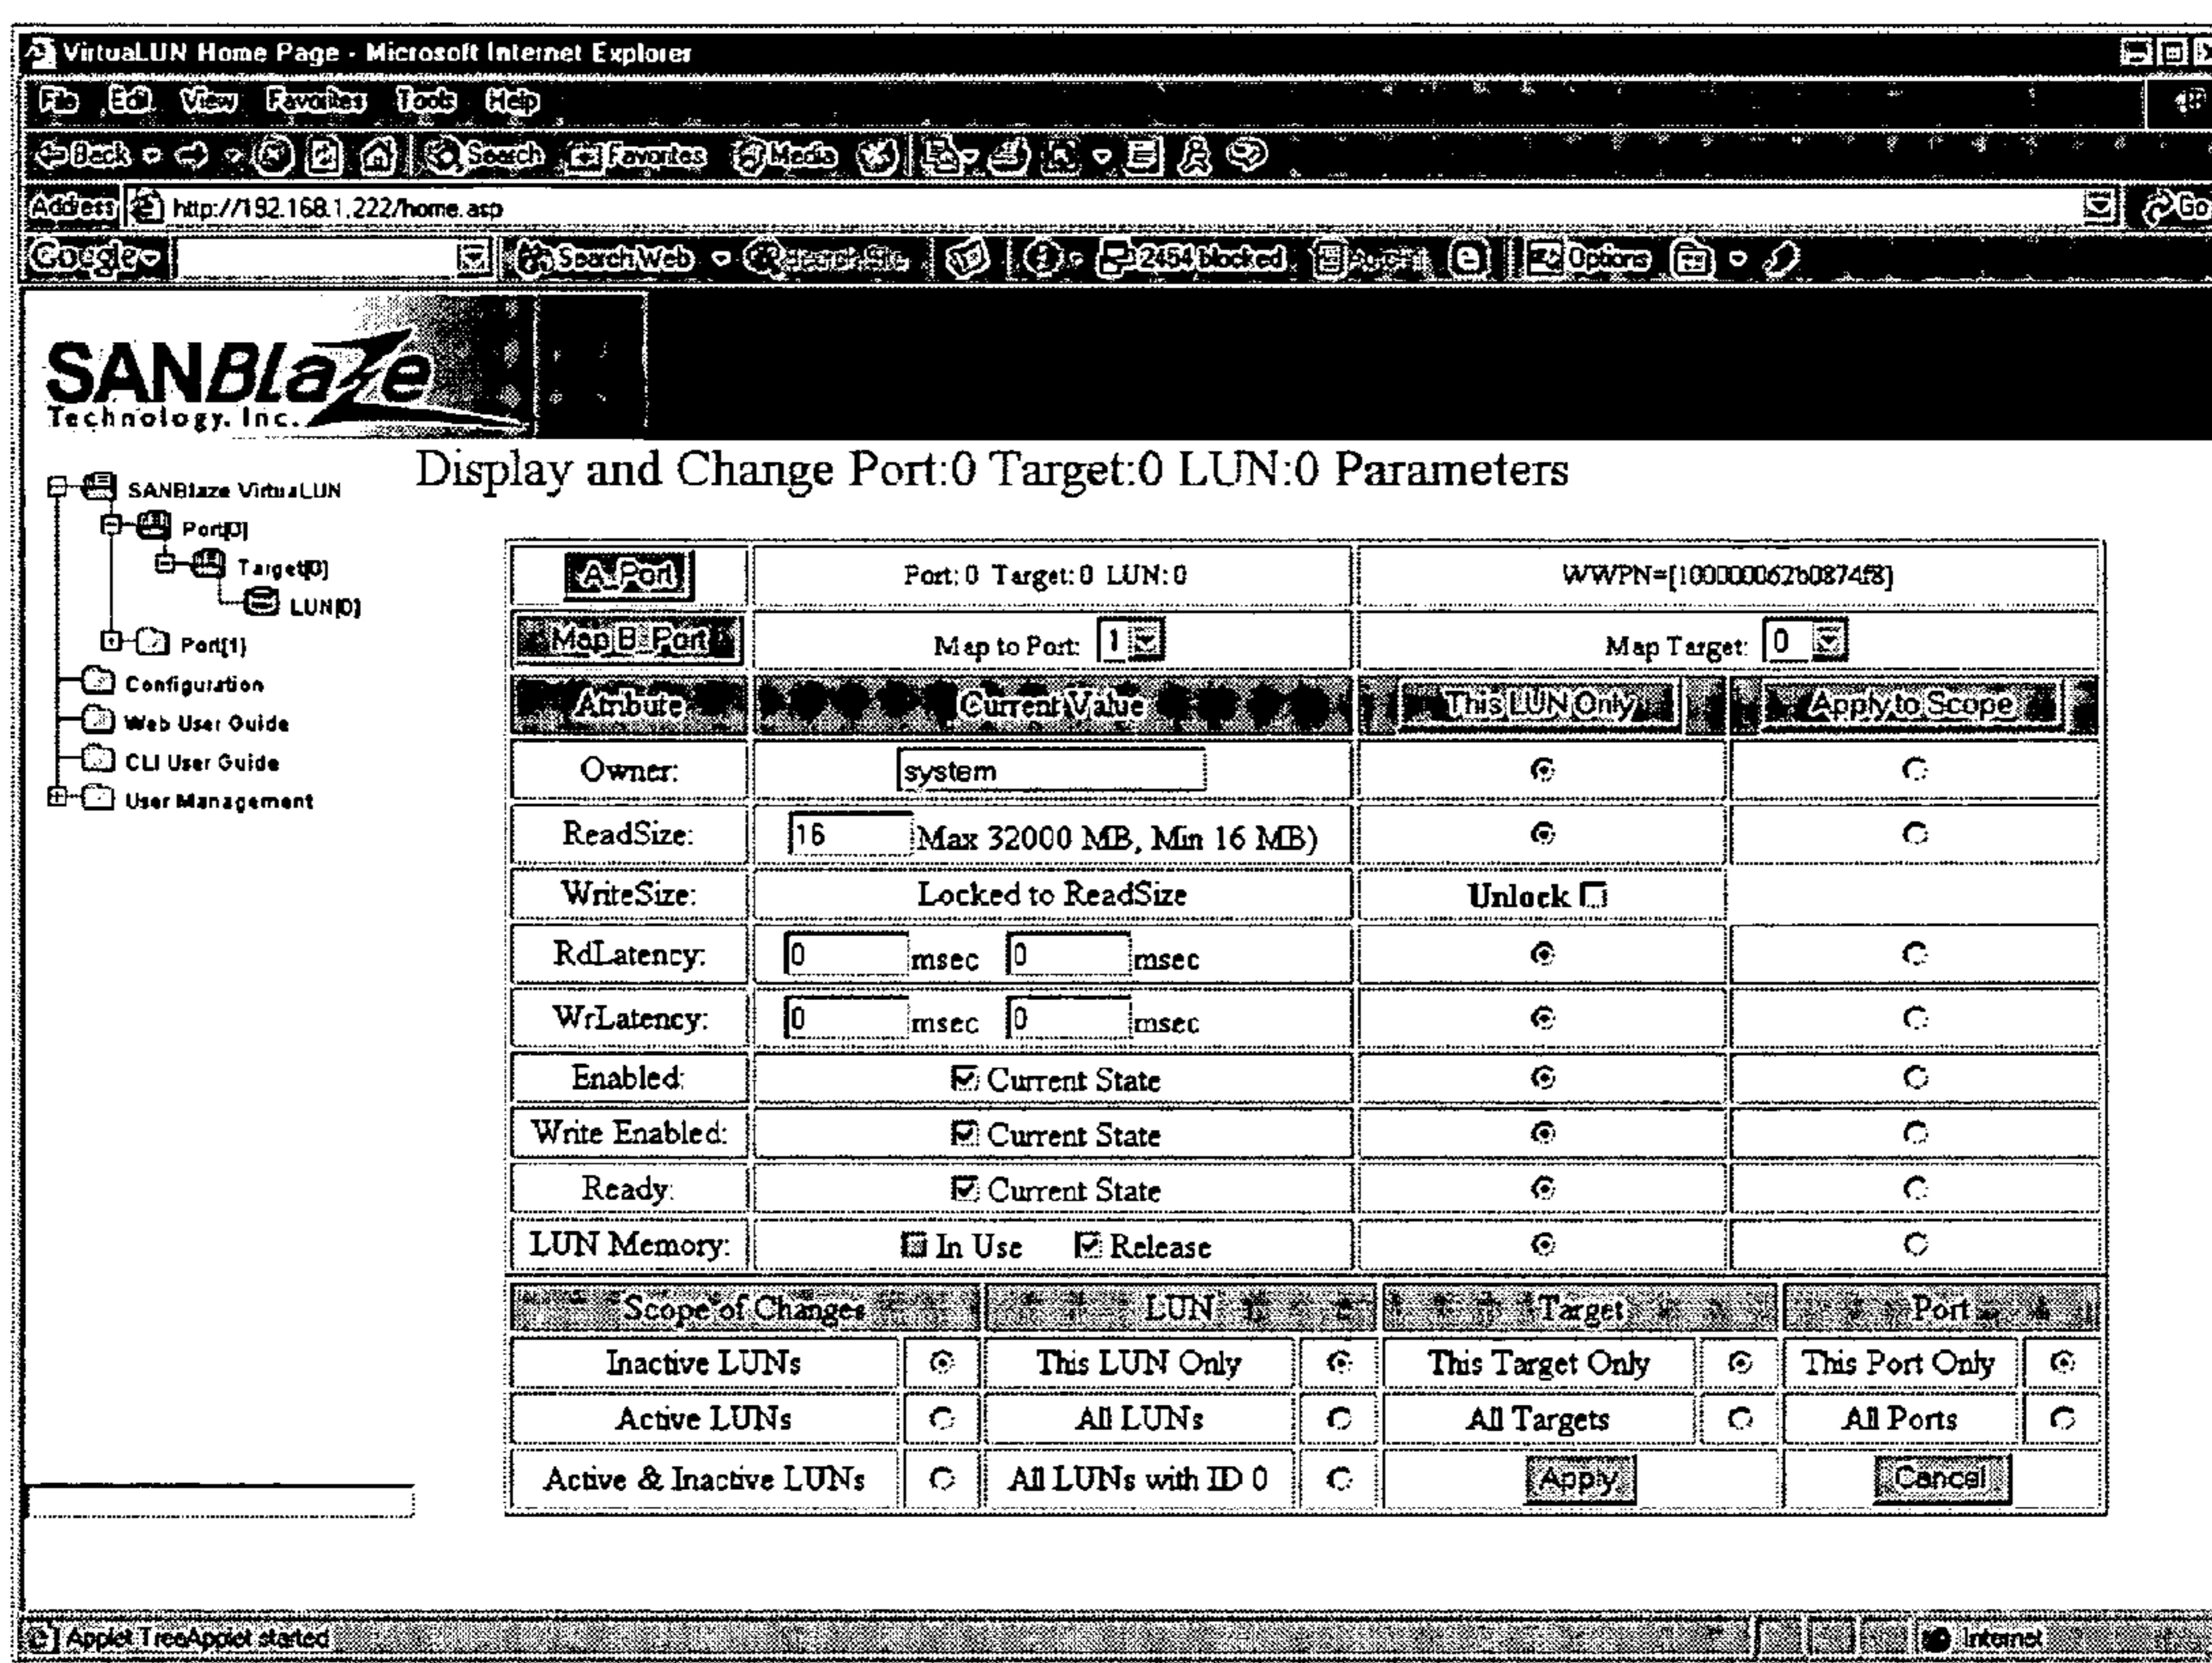 VirtuaLUN Home Page - Microsoft Internet Explorer
File Edit View Favorites Tools Help
Back Search Favorites Media
Address http://192.168.1.222/home.asp Go
Google Search Web Search Site 2454 blocked Options
SANBlaze
Technology, Inc.
Display and Change Port:0 Target:0 LUN:0 Parameters
SANBlaze VirtuaLUN
Port[0]
Target[0]
LUN[0]
Port[1]
Configuration
Web User Guide
CLI User Guide
User Management
A_Port Port: 0 Target: 0 LUN: 0 WWPN=[100000062b0874f8]
Map B_Port Map to Port: 1 Map Target: 0
Atribute Current Value This LUN Only Apply to Scope
Owner: system
ReadSize: 16 Max 32000 MB, Min 16 MB)
WriteSize: Locked to ReadSize Unlock
RdLatency: 0 msec 0 msec
WrLatency: 0 msec 0 msec
Enabled: Current State
Write Enabled: Current State
Ready: Current State
LUN Memory: In Use Release
Scope of Changes LUN Target Port
Inactive LUNs This LUN Only This Target Only This Port Only
Active LUNs All LUNs All Targets All Ports
Active & Inactive LUNs All LUNs with ID 0 Apply Cancel
Applet TreeApplet started Internet